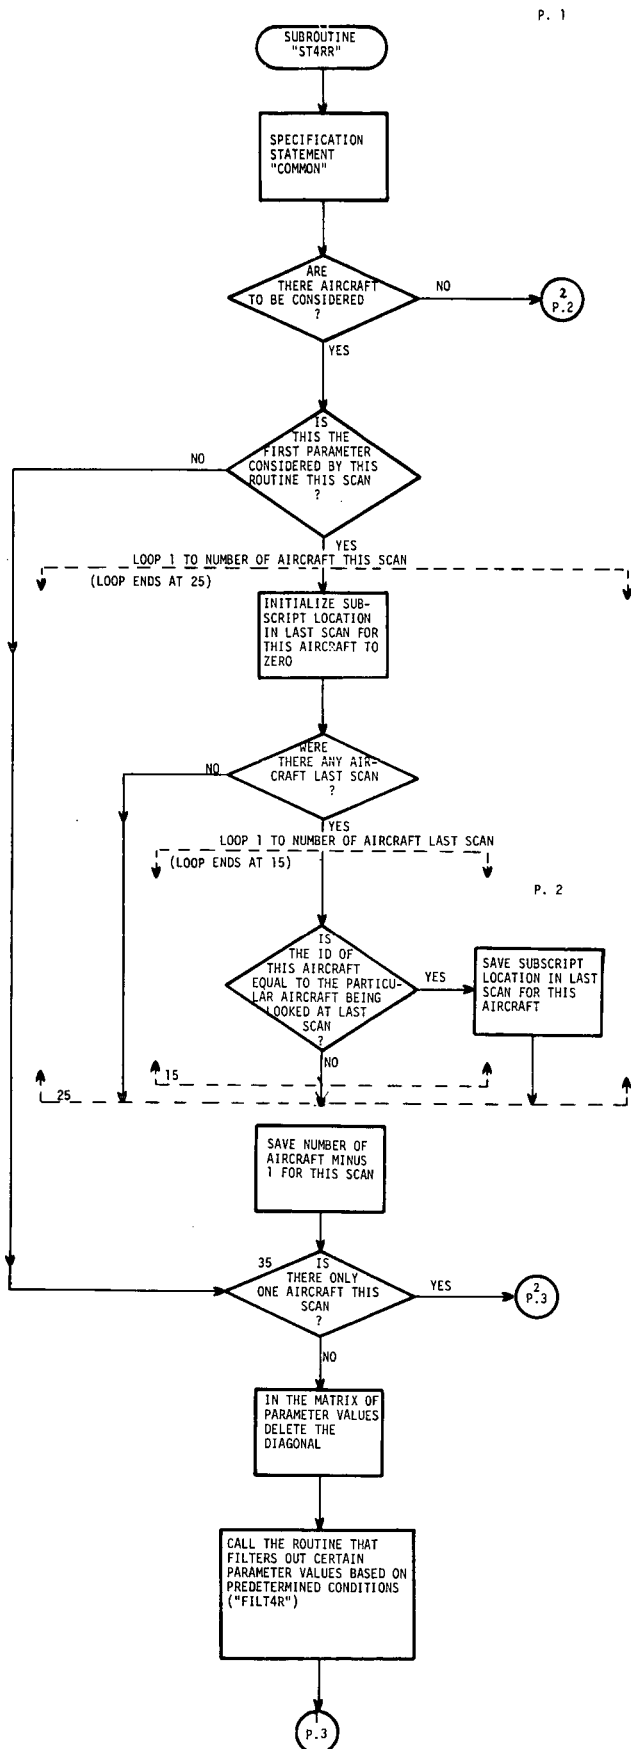 P. 1
SUBROUTINE
"ST4RR"
SPECIFICATION
STATEMENT
"COMMON"
ARE
THERE AIRCRAFT
TO BE CONSIDERED
?
NO
2
P.2
YES
IS
THIS THE
FIRST PARAMETER
CONSIDERED BY THIS
ROUTINE THIS SCAN
?
NO
YES
LOOP 1 TO NUMBER OF AIRCRAFT THIS SCAN
(LOOP ENDS AT 25)
INITIALIZE SUB-
SCRIPT LOCATION
IN LAST SCAN FOR
THIS AIRCRAFT TO
ZERO
WERE
THERE ANY AIR-
CRAFT LAST SCAN
?
NO
YES
LOOP 1 TO NUMBER OF AIRCRAFT LAST SCAN
(LOOP ENDS AT 15)
P. 2
IS
THE ID OF
THIS AIRCRAFT
EQUAL TO THE PARTICU-
LAR AIRCRAFT BEING
LOOKED AT LAST
SCAN
?
YES
SAVE SUBSCRIPT
LOCATION IN LAST
SCAN FOR THIS
AIRCRAFT
NO
15
25
SAVE NUMBER OF
AIRCRAFT MINUS
1 FOR THIS SCAN
35
IS
THERE ONLY
ONE AIRCRAFT THIS
SCAN
?
YES
2
P.3
NO
IN THE MATRIX OF
PARAMETER VALUES
DELETE THE
DIAGONAL
CALL THE ROUTINE THAT
FILTERS OUT CERTAIN
PARAMETER VALUES BASED ON
PREDETERMINED CONDITIONS
("FILT4R")
P.3